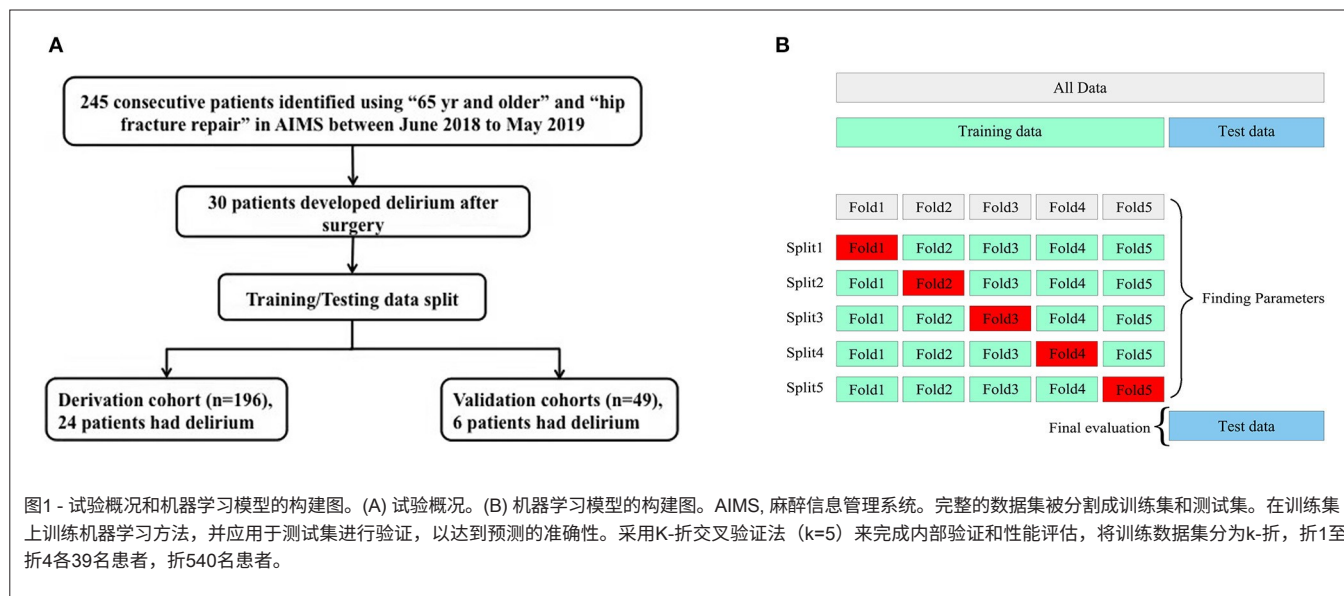 A
245 consecutive patients identified using “65 yr and older” and “hip
fracture repair” in AIMS between June 2018 to May 2019
30 patients developed delirium after
surgery
Training/Testing data split
Derivation cohort (n=196),
24 patients had delirium
Validation cohorts (n=49),
6 patients had delirium
B
All Data
Training data Test data
Fold1 Fold2 Fold3 Fold4 Fold5
Split1 Fold1 Fold2 Fold3 Fold4 Fold5
Split2 Fold1 Fold2 Fold3 Fold4 Fold5
Split3 Fold1 Fold2 Fold3 Fold4 Fold5
Split4 Fold1 Fold2 Fold3 Fold4 Fold5
Split5 Fold1 Fold2 Fold3 Fold4 Fold5
Finding Parameters
Final evaluation Test data
图1 - 试验概况和机器学习模型的构建图。(A) 试验概况。(B) 机器学习模型的构建图。AIMS, 麻醉信息管理系统。完整的数据集被分割成训练集和测试集。在训练集
上训练机器学习方法，并应用于测试集进行验证，以达到预测的准确性。采用K-折交叉验证法（k=5）来完成内部验证和性能评估，将训练数据集分为k-折，折1至
折4各39名患者，折540名患者。